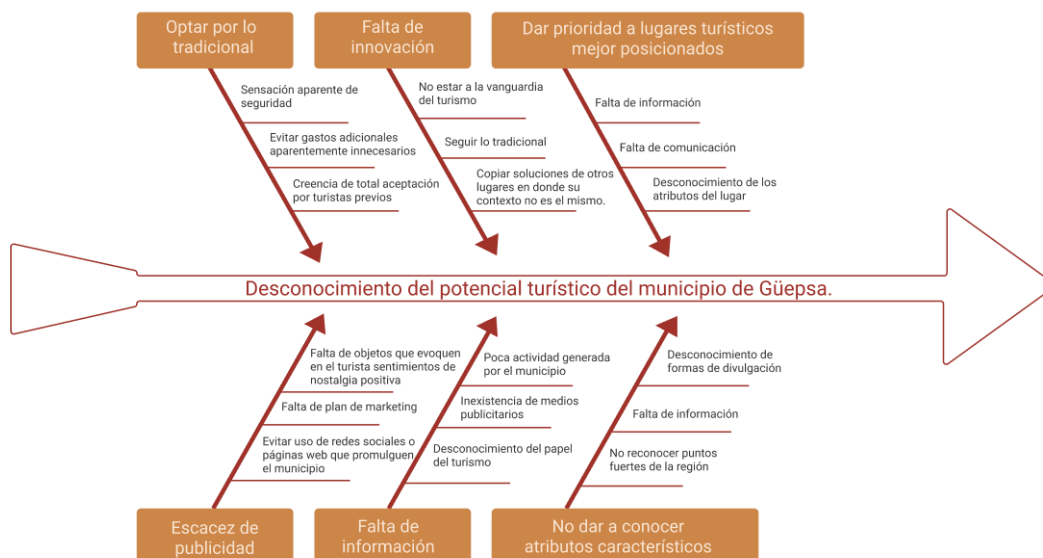 Optar por lo
tradicional
Falta de
innovación
Dar prioridad a lugares turísticos
mejor posicionados
Sensación aparente de
seguridad
Evitar gastos adicionales
aparentemente innecesarios
Creencia de total aceptación
por turistas previos
No estar a la vanguardia
del turismo
Seguir lo tradicional
Copiar soluciones de otros
lugares en donde su
contexto no es el mismo.
Falta de información
Falta de comunicación
Desconocimiento de los
atributos del lugar
Desconocimiento del potencial turístico del municipio de Güepsa.
Falta de objetos que evoquen
en el turista sentimientos de
nostalgia positiva
Falta de plan de marketing
Evitar uso de redes sociales o
páginas web que promulguen
el municipio
Poca actividad generada
por el municipio
Inexistencia de medios
publicitarios
Desconocimiento del papel
del turismo
Desconocimiento de
formas de divulgación
Falta de información
No reconocer puntos
fuertes de la región
Escacez de
publicidad
Falta de
información
No dar a conocer
atributos característicos